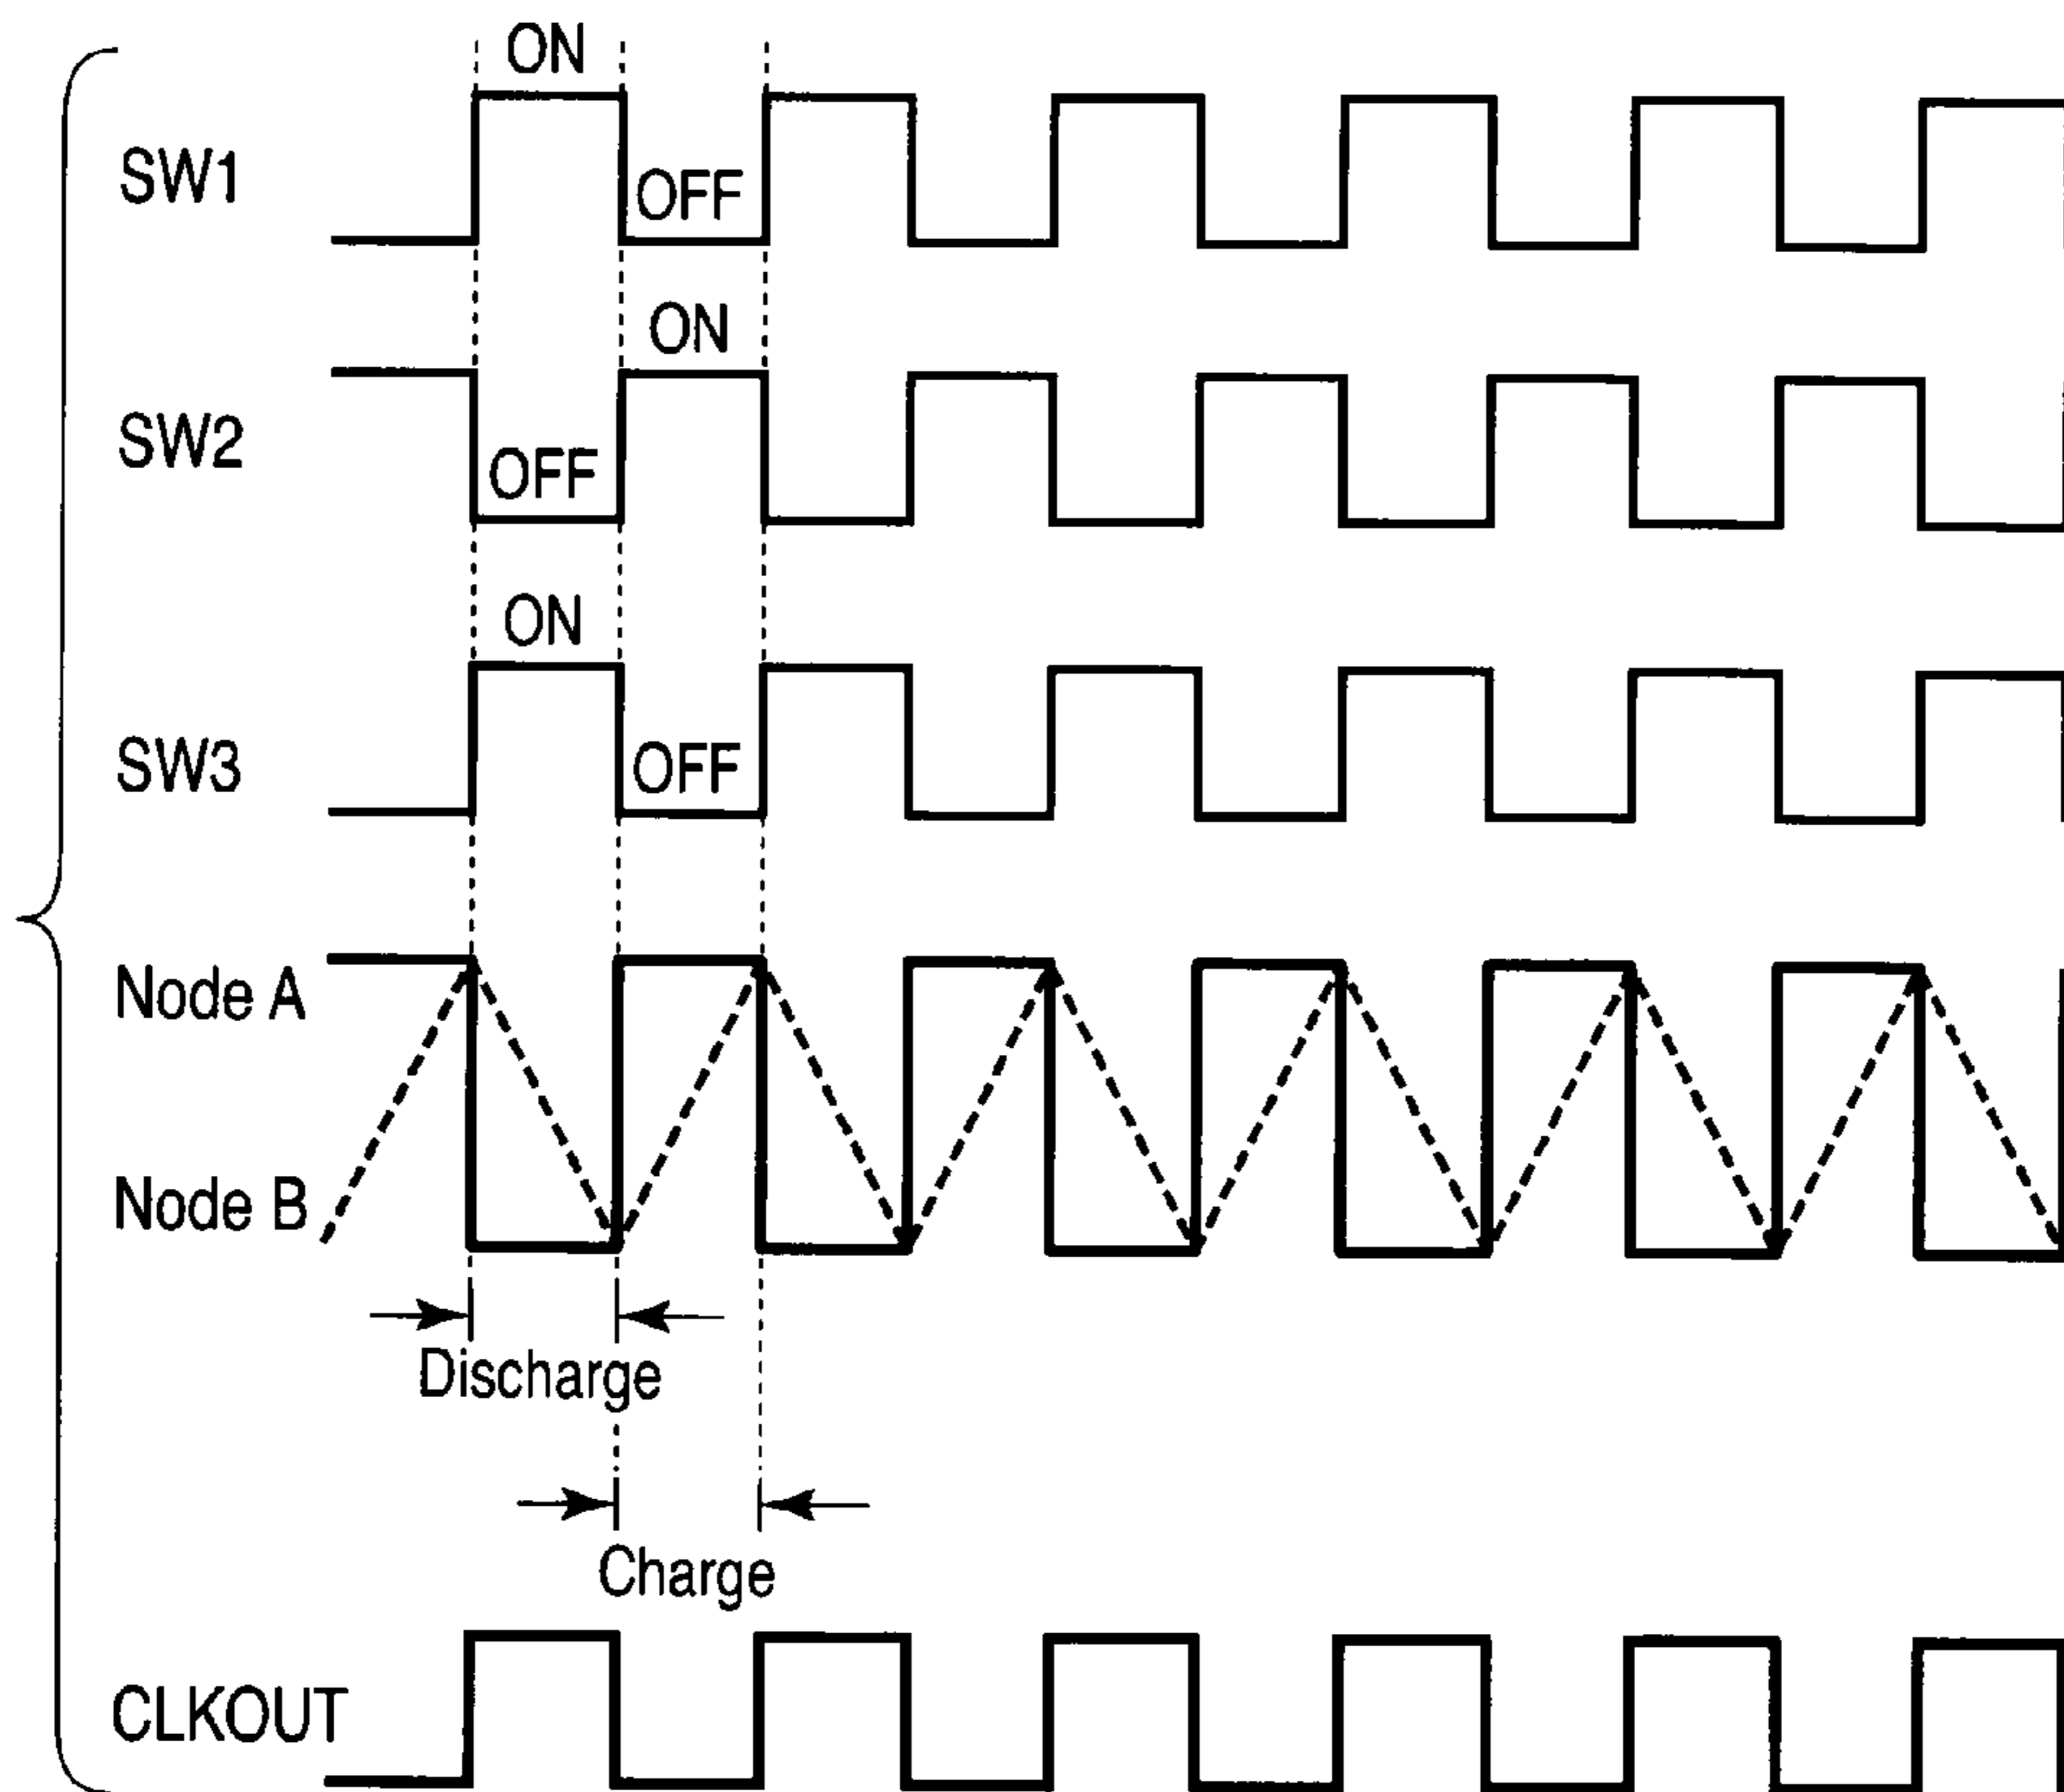 ON
SW1
OFF
ON
SW2
OFF
ON
SW3
OFF
Node A
Node B
Discharge
Charge
CLKOUT